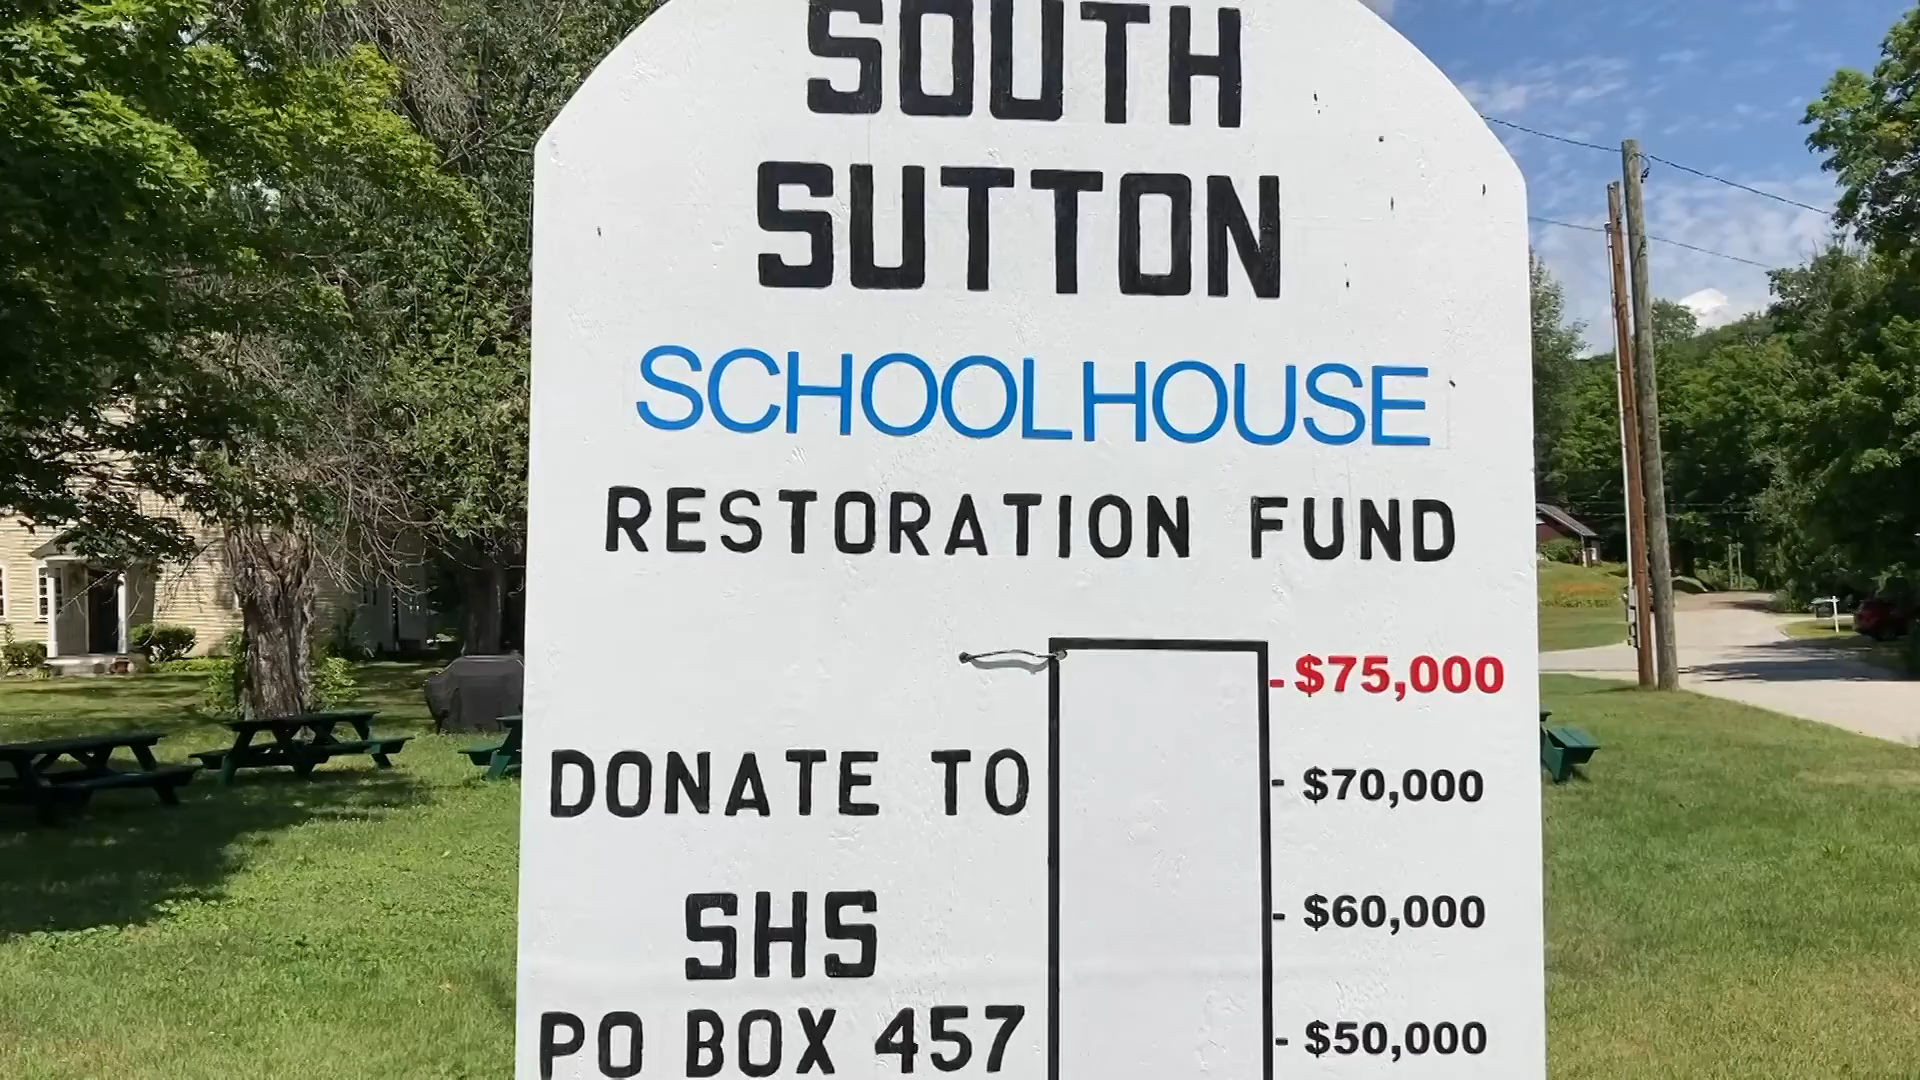 SOUTH
SUTTON
SCHOOLHOUSE
RESTORATION FUND
-$75,000
DONATE TO
- $70,000
SHS
- $60,000
PO BOX 457
- $50,000